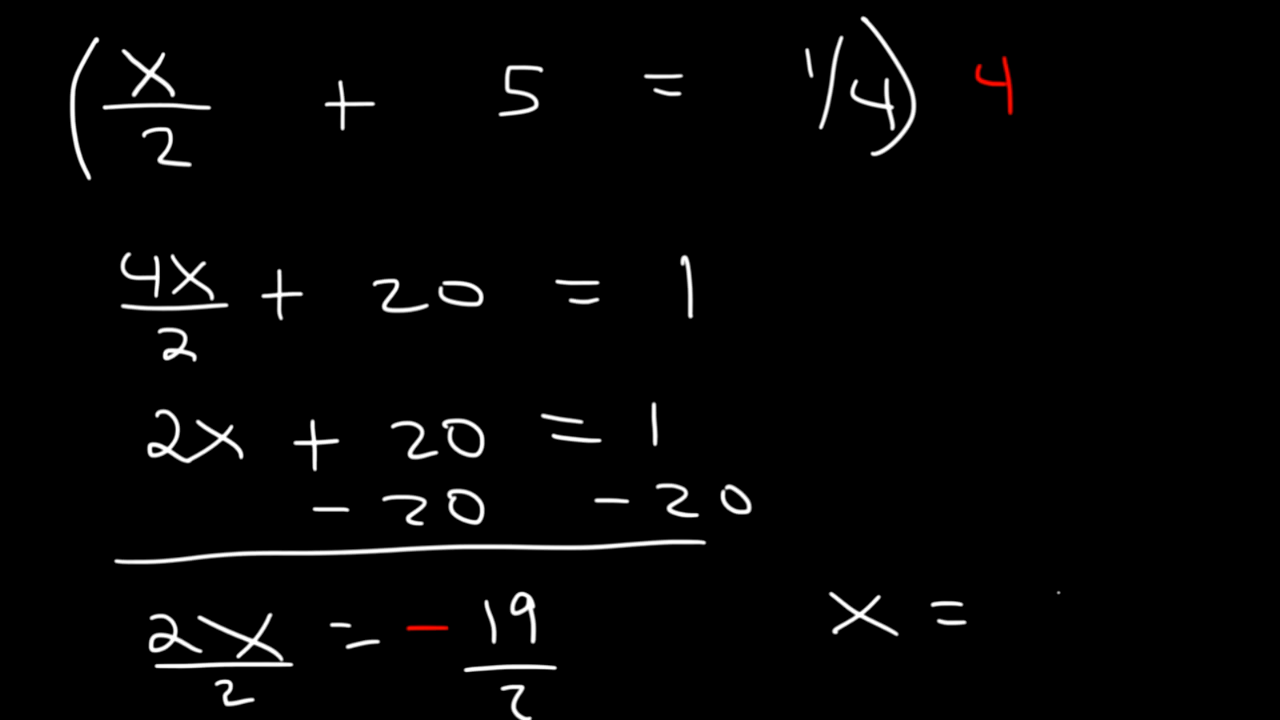 (x/2 + 5 = 1/4) 4
4x/2 + 20 = 1
2x + 20 = 1
- 20 - 20
2x/2 = - 19/2 x =